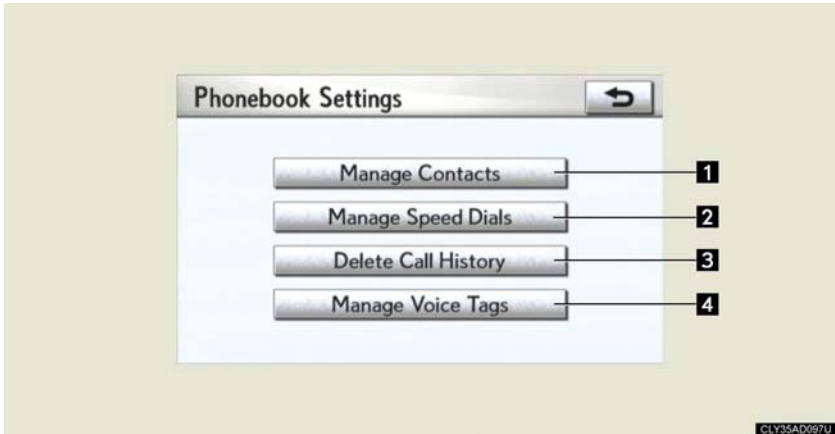 Phonebook Settings
Manage Contacts 1
Manage Speed Dials 2
Delete Call History 3
Manage Voice Tags 4
CLY35AD097U